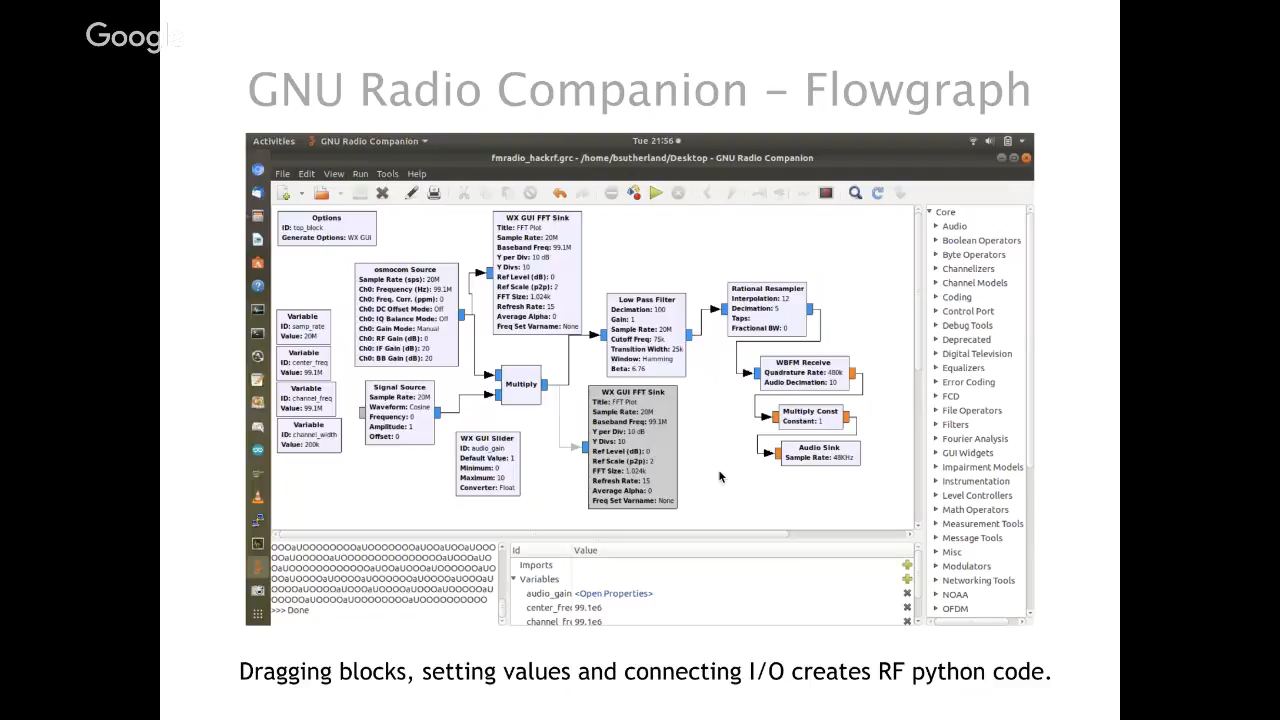 Google
GNU Radio Companion – Flowgraph
Activities
GNU Radio Companion
Tue 21:56
fmradio_hackrf.grc - /home/bsutherland/Desktop - GNU Radio Companion
File Edit View Run Tools Help
Options
ID: top_block
Generate Options: WX GUI
Variable
ID: samp_rate
Value: 20M
Variable
ID: center_freq
Value: 99.1M
Variable
ID: channel_freq
Value: 99.1M
Variable
ID: channel_width
Value: 200k
osmocom Source
Sample Rate (sps): 20M
Ch0: Frequency (Hz): 99.1M
Ch0: Freq. Corr. (ppm): 0
Ch0: DC Offset Mode: Off
Ch0: IQ Balance Mode: Off
Ch0: Gain Mode: Manual
Ch0: RF Gain (dB): 0
Ch0: IF Gain (dB): 20
Ch0: BB Gain (dB): 20
Signal Source
Sample Rate: 20M
Waveform: Cosine
Frequency: 0
Amplitude: 1
Offset: 0
WX GUI FFT Sink
Title: FFT Plot
Sample Rate: 20M
Baseband Freq: 99.1M
Y per Div: 10 dB
Y Divs: 10
Ref Level (dB): 0
Ref Scale (p2p): 2
FFT Size: 1.024k
Refresh Rate: 15
Average Alpha: 0
Freq Set Varname: None
Multiply
WX GUI Slider
ID: audio_gain
Default Value: 1
Minimum: 0
Maximum: 10
Converter: Float
Low Pass Filter
Decimation: 100
Gain: 1
Sample Rate: 20M
Cutoff Freq: 75k
Transition Width: 25k
Window: Hamming
Beta: 6.76
WX GUI FFT Sink
Title: FFT Plot
Sample Rate: 20M
Baseband Freq: 99.1M
Y per Div: 10 dB
Y Divs: 10
Ref Level (dB): 0
Ref Scale (p2p): 2
FFT Size: 1.024k
Refresh Rate: 15
Average Alpha: 0
Freq Set Varname: None
Rational Resampler
Interpolation: 12
Decimation: 5
Taps:
Fractional BW: 0
WBFM Receive
Quadrature Rate: 480k
Audio Decimation: 10
Multiply Const
Constant: 1
Audio Sink
Sample Rate: 48KHz
Core
Audio
Boolean Operators
Byte Operators
Channelizers
Channel Models
Coding
Control Port
Debug Tools
Deprecated
Digital Television
Equalizers
Error Coding
FCD
File Operators
Filters
Fourier Analysis
GUI Widgets
Impairment Models
Instrumentation
Level Controllers
Math Operators
Measurement Tools
Message Tools
Misc
Modulators
Networking Tools
NOAA
OFDM
>>> Done
Id Value
Imports
Variables
audio_gain <Open Properties>
center_fre 99.1e6
channel_fre 99.1e6
Dragging blocks, setting values and connecting I/O creates RF python code.